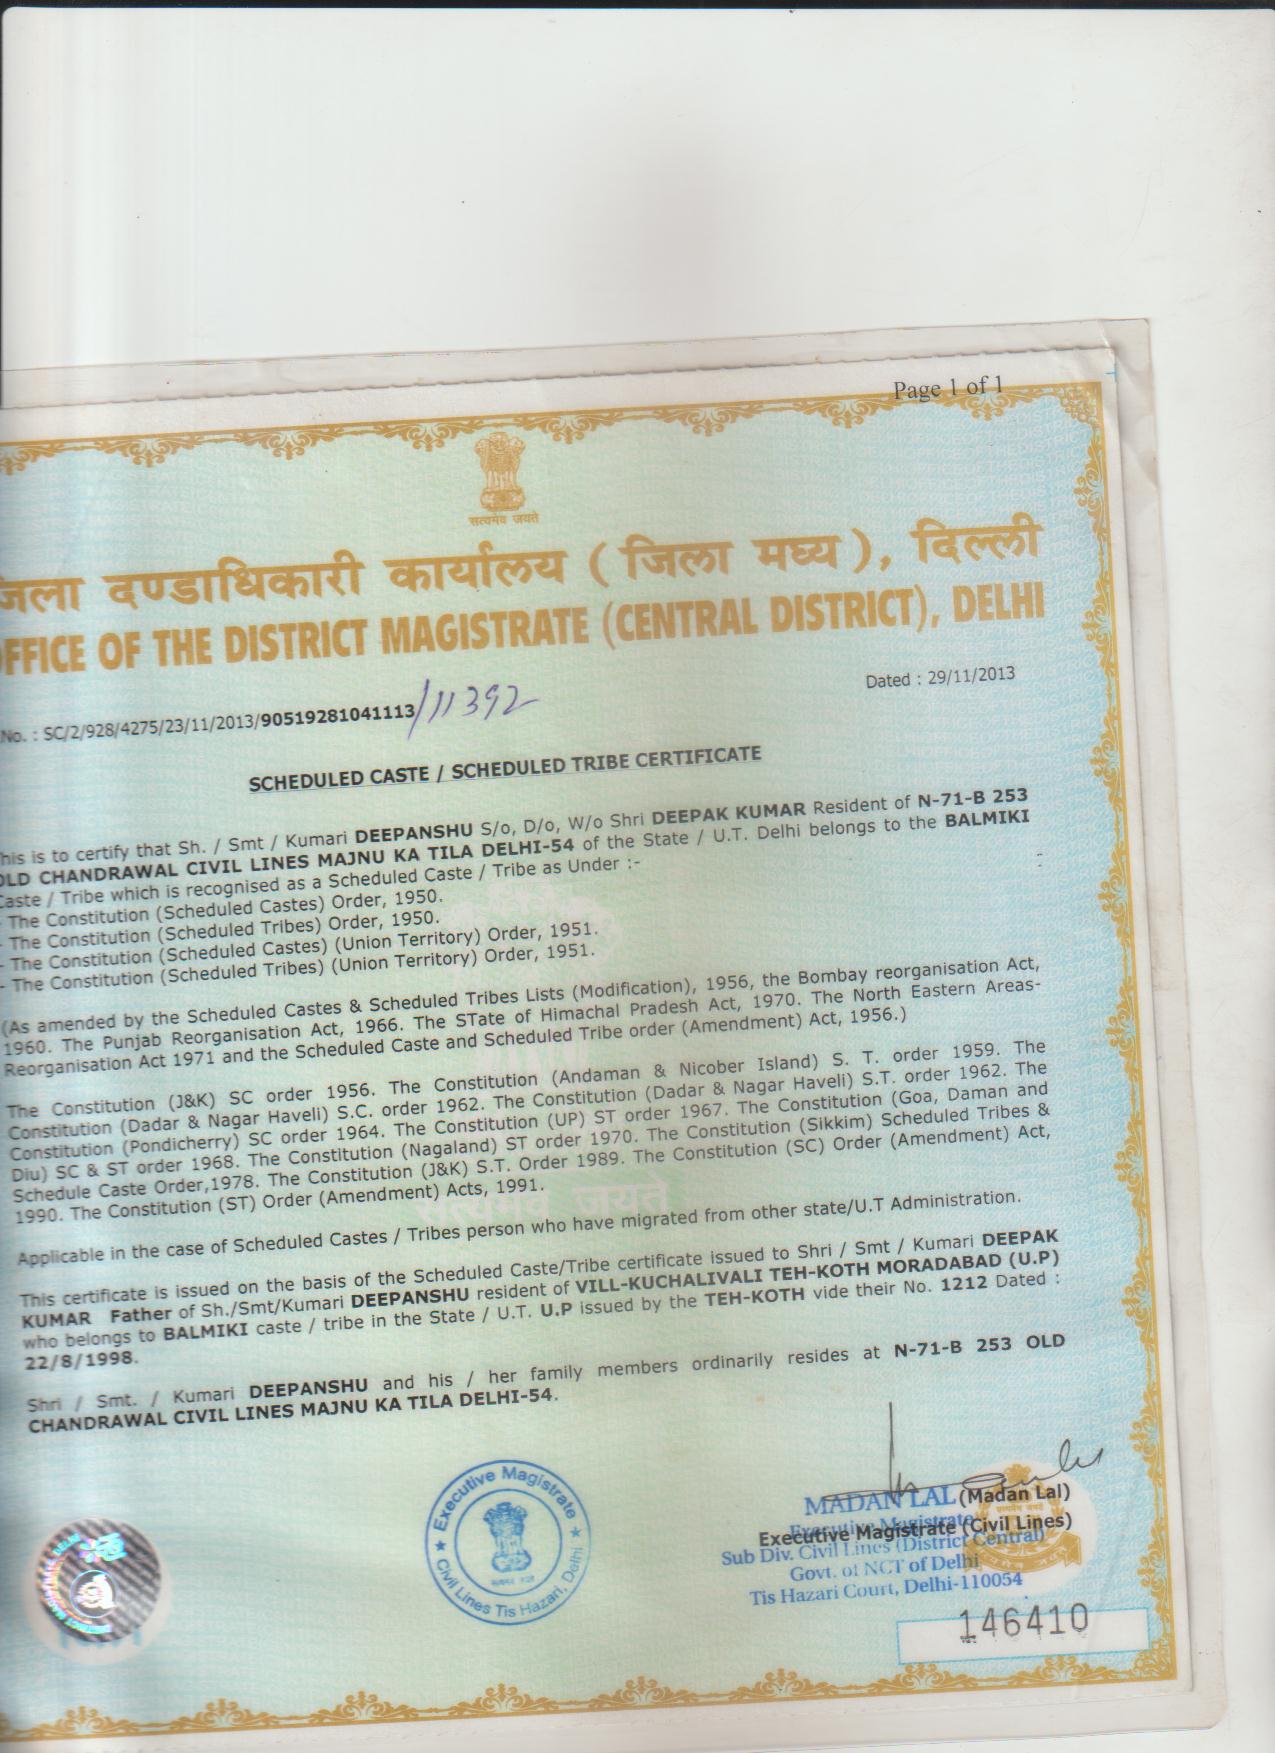 Page 1 of 1
सत्यमेव जयते
जिला दण्डाधिकारी कार्यालय ( जिला मध्य ), दिल्ली
OFFICE OF THE DISTRICT MAGISTRATE (CENTRAL DISTRICT), DELHI
Dated : 29/11/2013
No. : SC/2/928/4275/23/11/2013/90519281041113/11392
SCHEDULED CASTE / SCHEDULED TRIBE CERTIFICATE
This is to certify that Sh. / Smt / Kumari DEEPANSHU S/o, D/o, W/o Shri DEEPAK KUMAR Resident of N-71-B 253
OLD CHANDRAWAL CIVIL LINES MAJNU KA TILA DELHI-54 of the State / U.T. Delhi belongs to the BALMIKI
Caste / Tribe which is recognised as a Scheduled Caste / Tribe as Under :-
- The Constitution (Scheduled Castes) Order, 1950.
- The Constitution (Scheduled Tribes) Order, 1950.
- The Constitution (Scheduled Castes) (Union Territory) Order, 1951.
- The Constitution (Scheduled Tribes) (Union Territory) Order, 1951.
(As amended by the Scheduled Castes & Scheduled Tribes Lists (Modification), 1956, the Bombay reorganisation Act,
1960. The Punjab Reorganisation Act, 1966. The STate of Himachal Pradesh Act, 1970. The North Eastern Areas-
Reorganisation Act 1971 and the Scheduled Caste and Scheduled Tribe order (Amendment) Act, 1956.)
The Constitution (J&K) SC order 1956. The Constitution (Andaman & Nicober Island) S. T. order 1959. The
Constitution (Dadar & Nagar Haveli) S.C. order 1962. The Constitution (Dadar & Nagar Haveli) S.T. order 1962. The
Constitution (Pondicherry) SC order 1964. The Constitution (UP) ST order 1967. The Constitution (Goa, Daman and
Diu) SC & ST order 1968. The Constitution (Nagaland) ST order 1970. The Constitution (Sikkim) Scheduled Tribes &
Schedule Caste Order,1978. The Constitution (J&K) S.T. Order 1989. The Constitution (SC) Order (Amendment) Act,
1990. The Constitution (ST) Order (Amendment) Acts, 1991.
सत्यमेव जयते
Applicable in the case of Scheduled Castes / Tribes person who have migrated from other state/U.T Administration.
This certificate is issued on the basis of the Scheduled Caste/Tribe certificate issued to Shri / Smt / Kumari DEEPAK
KUMAR Father of Sh./Smt/Kumari DEEPANSHU resident of VILL-KUCHALIVALI TEH-KOTH MORADABAD (U.P)
who belongs to BALMIKI caste / tribe in the State / U.T. U.P issued by the TEH-KOTH vide their No. 1212 Dated :
22/8/1998.
Shri / Smt. / Kumari DEEPANSHU and his / her family members ordinarily resides at N-71-B 253 OLD
CHANDRAWAL CIVIL LINES MAJNU KA TILA DELHI-54.
Executive Magistrate
Civil Lines Tis Hazari, Delhi
MADAN LAL (Madan Lal)
Executive Magistrate
Executive Magistrate (Civil Lines)
Sub Div. Civil Lines (District Central)
Govt. of NCT of Delhi
Tis Hazari Court, Delhi-110054
146410